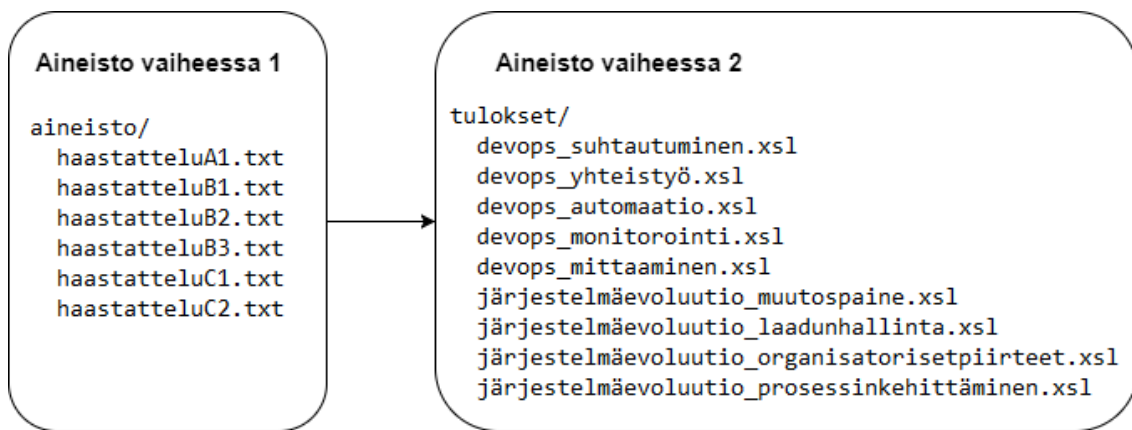 Aineisto vaiheessa 1
aineisto/
haastatteluA1.txt
haastatteluB1.txt
haastatteluB2.txt
haastatteluB3.txt
haastatteluC1.txt
haastatteluC2.txt
Aineisto vaiheessa 2
tulokset/
devops_suhtautuminen.xsl
devops_yhteistyö.xsl
devops_automaatio.xsl
devops_monitorointi.xsl
devops_mittaaminen.xsl
järjestelmäevoluutio_muutospaine.xsl
järjestelmäevoluutio_laadunhallinta.xsl
järjestelmäevoluutio_organisatorisetpiirteet.xsl
järjestelmäevoluutio_prosessinkehittäminen.xsl